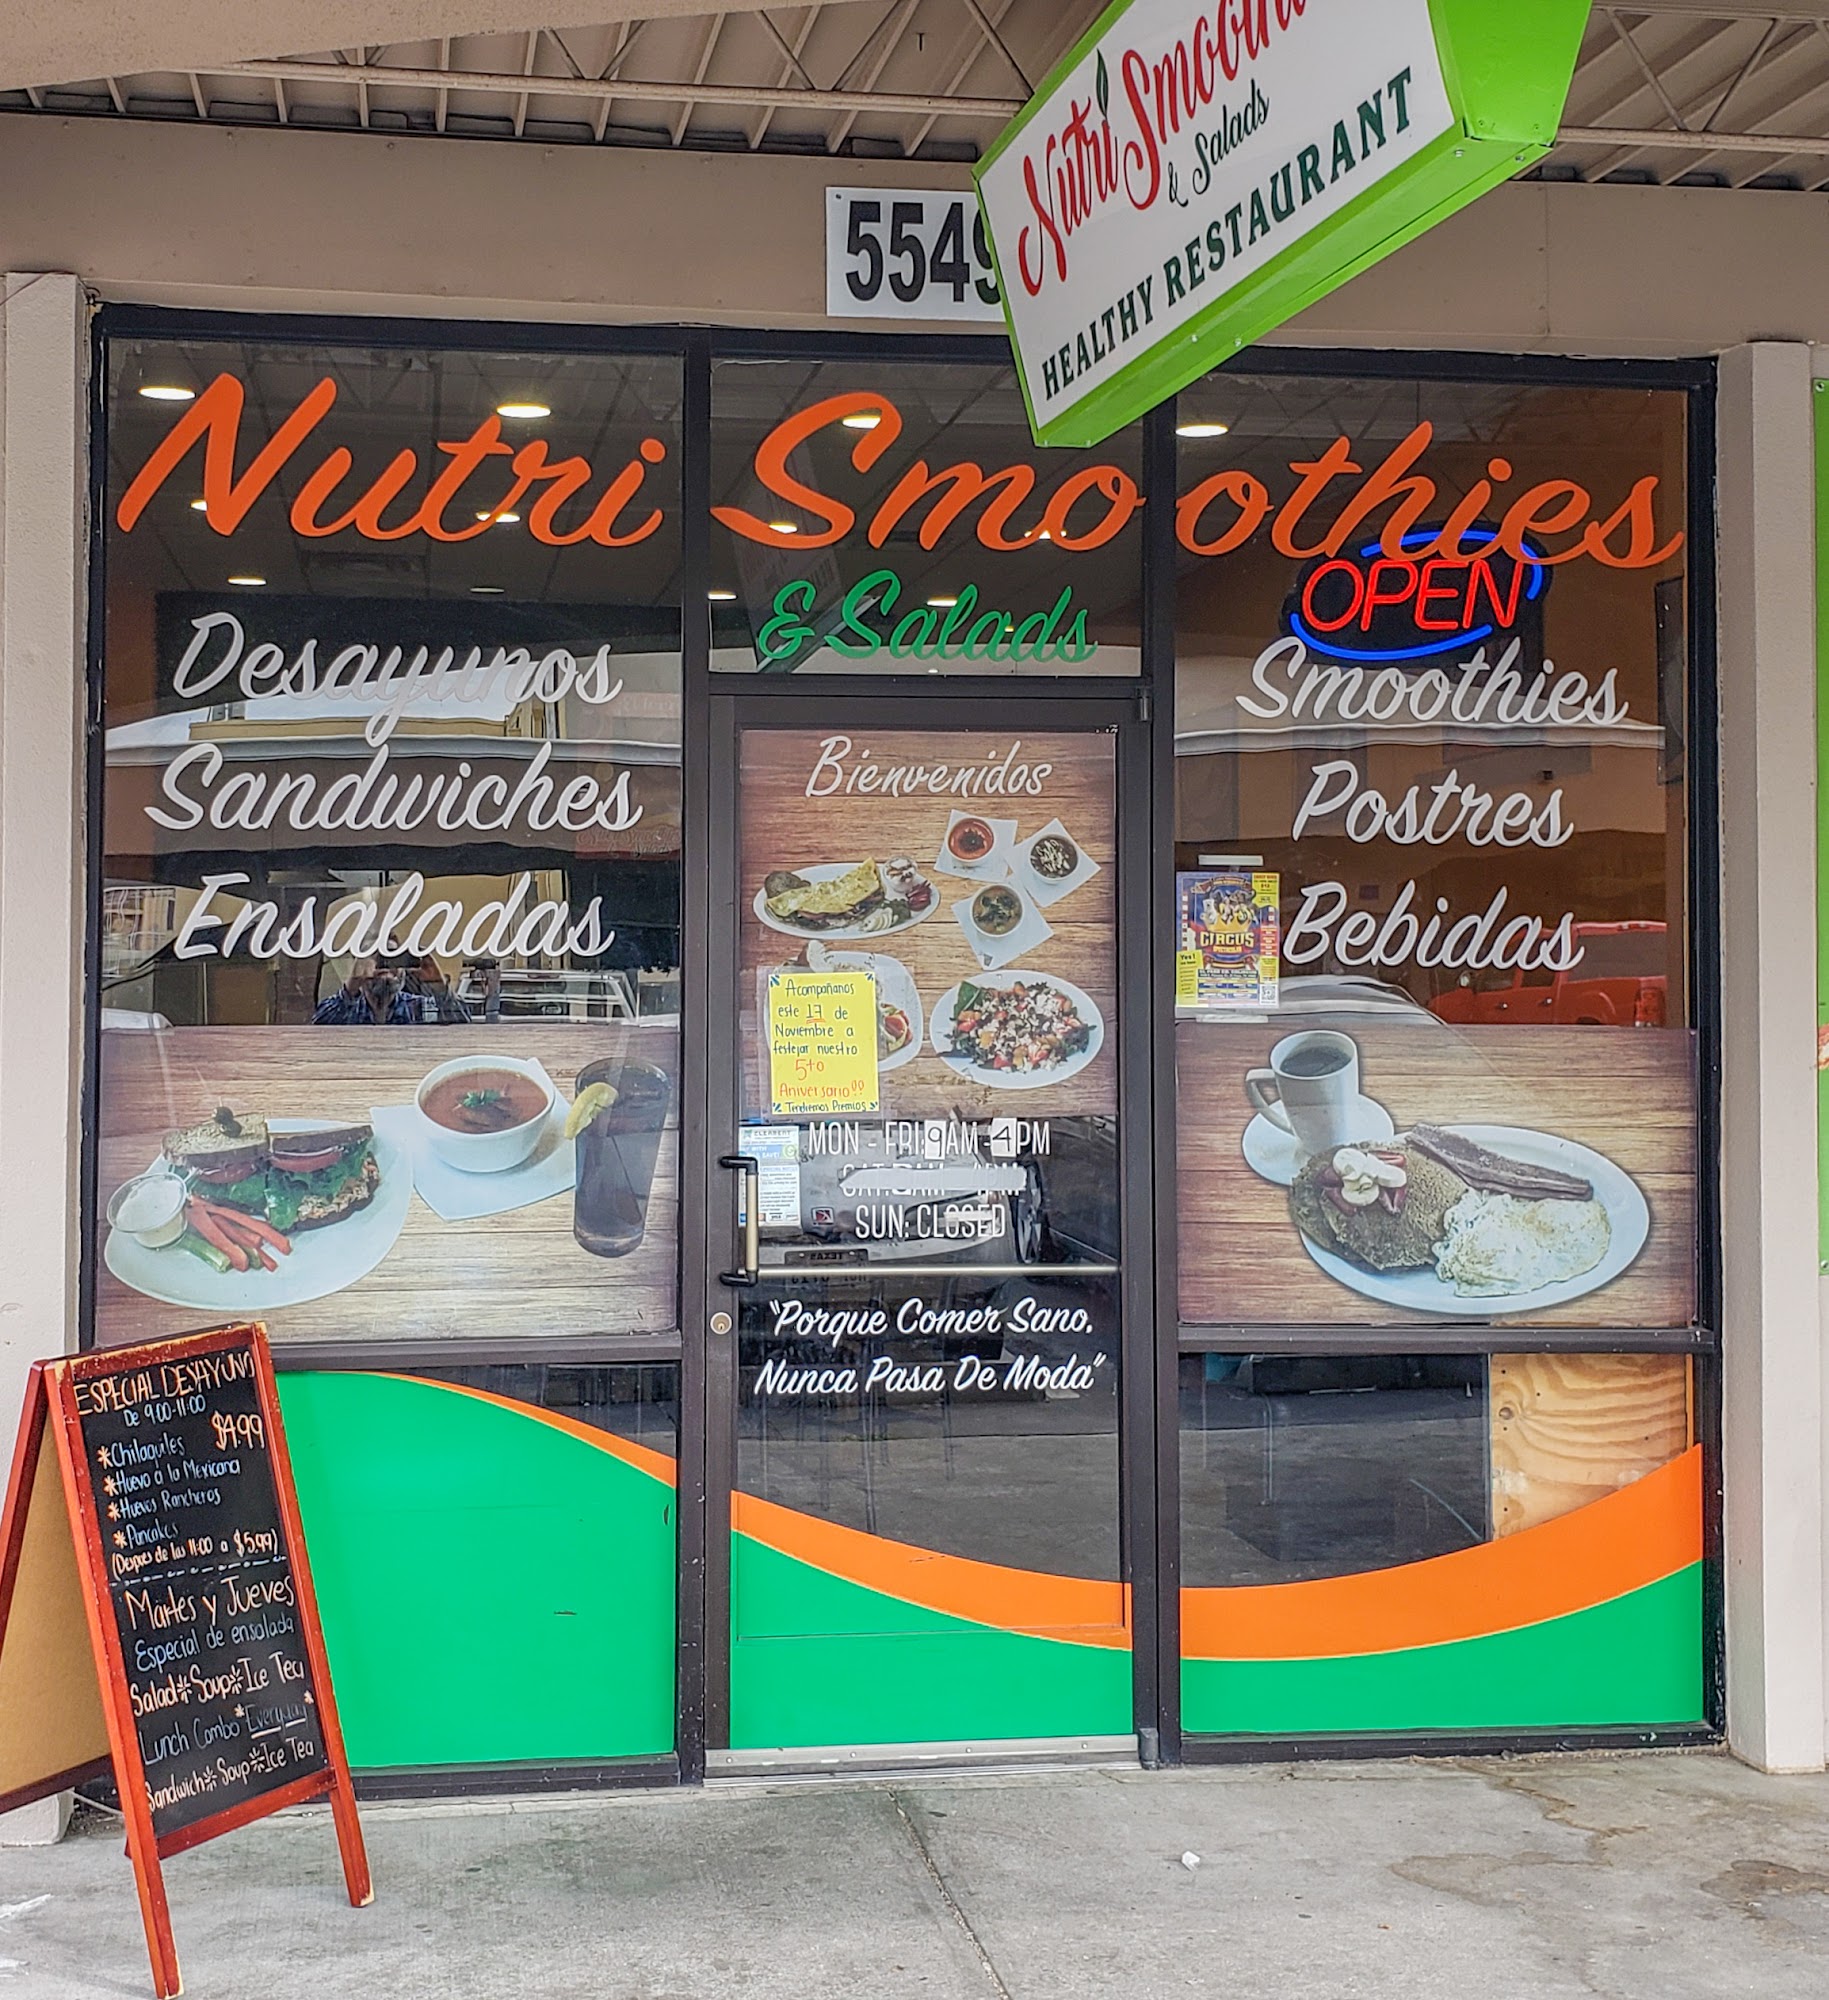 Nutri
& Salads
HEALTHY RESTAURANT
5549
Nutri Smoothies
& Salads
OPEN
Desayunos
Sandwiches
Ensaladas
Smoothies
Postres
Bebidas
Bienvenidos
Acompañanos
este 17 de
Noviembre a
festejar nuestro
5to
Aniversario!!
Tendremos Premios
CIRCUS
MON - FRI: 9AM - 4PM
SUN: CLOSED
"Porque Comer Sano,
Nunca Pasa De Moda"
ESPECIAL DESAYUNO
De 9:00-11:00
$4.99
*Chilaquiles
*Huevo a la Mexicana
*Huevos Rancheros
*Pancakes
(Despues de las 11:00 a $5.99)
Martes y Jueves
Especial de ensalada
Salad*Soup*Ice Tea
Lunch Combo *Everyday*
Sandwich*Soup*Ice Tea